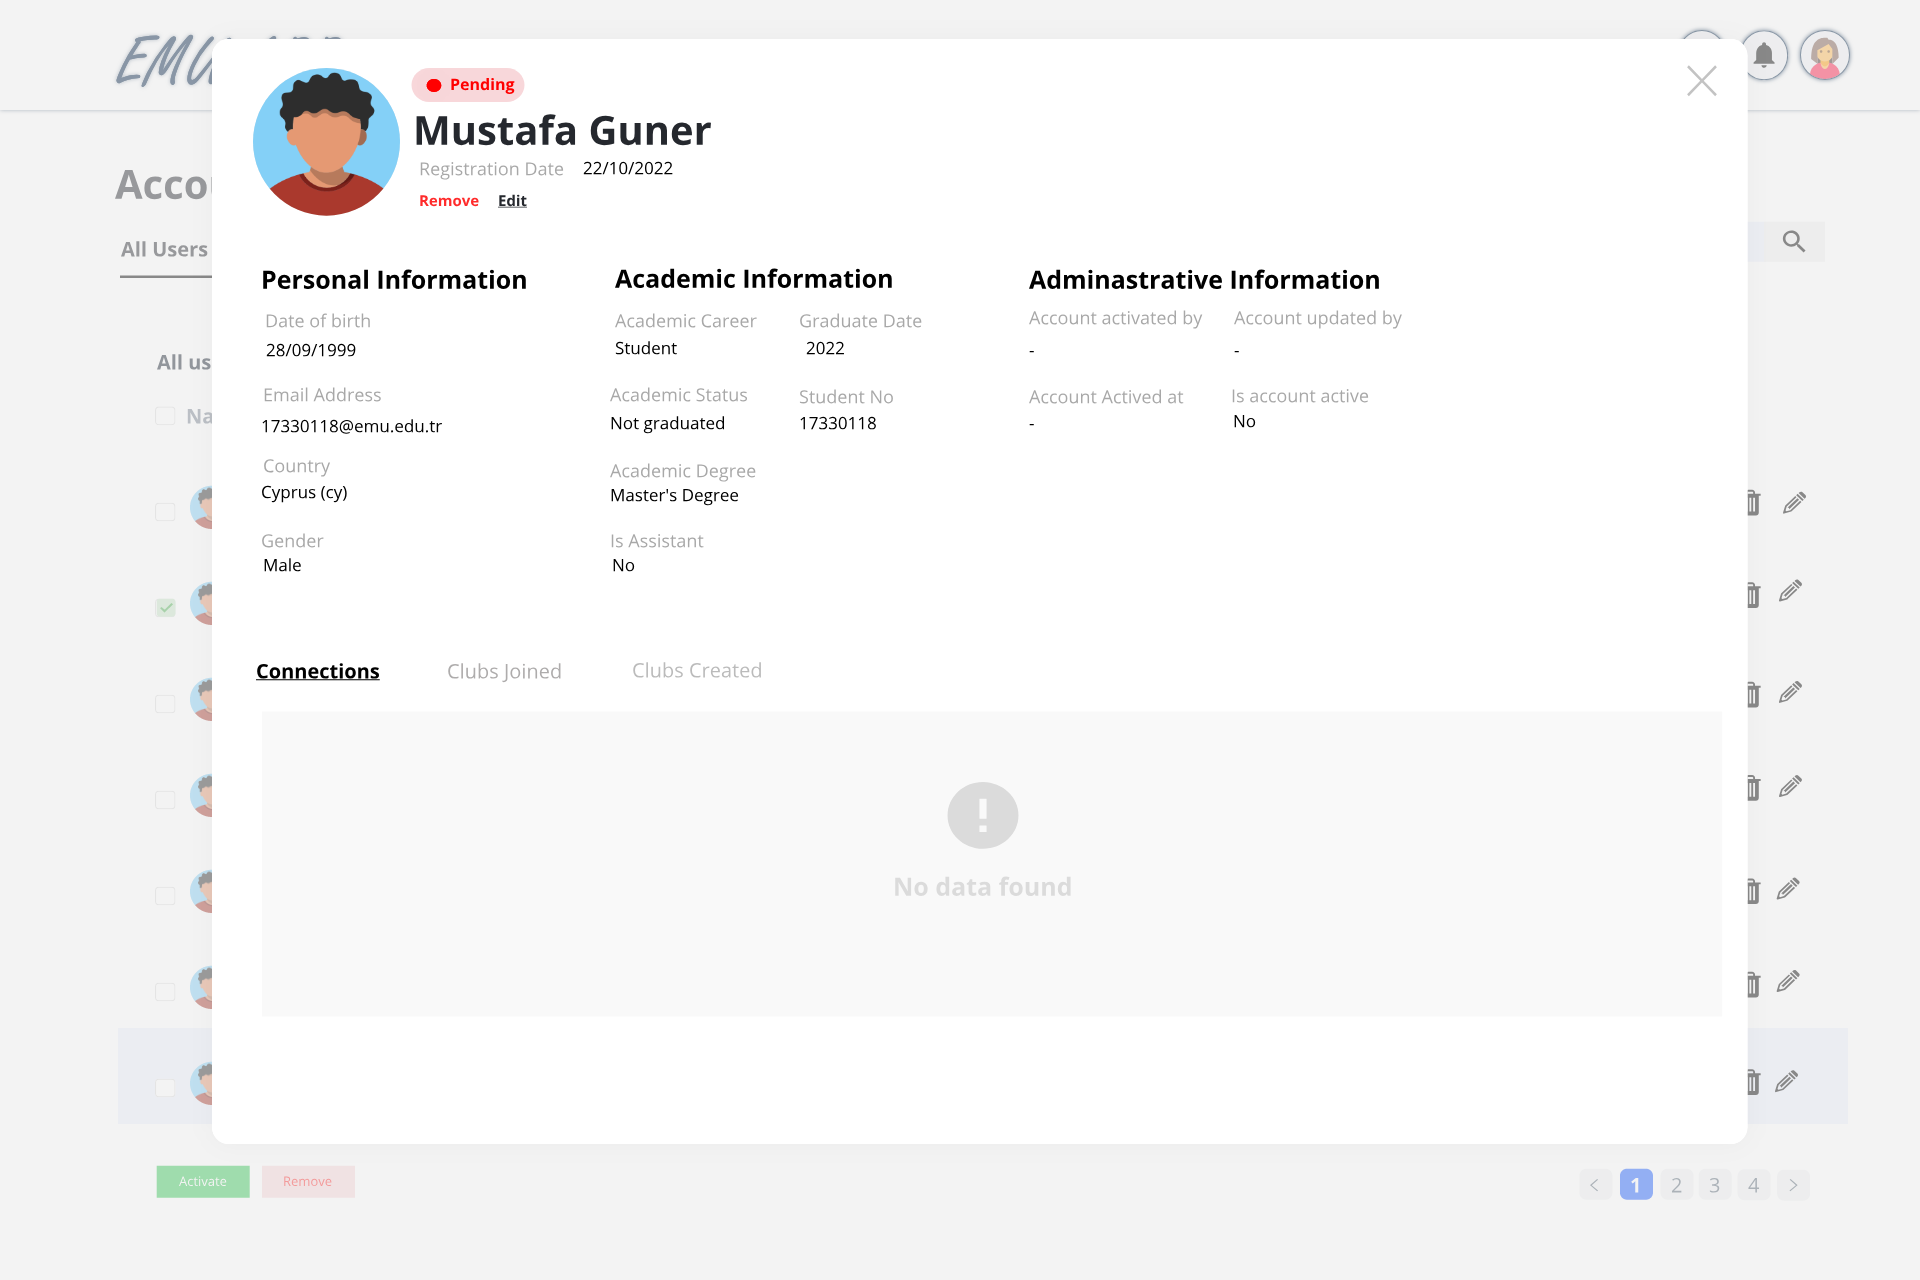 EMU
Pending
Mustafa Guner
Registration Date 22/10/2022
Remove Edit
All Users
Personal Information Academic Information Adminastrative Information
Date of birth Academic Career Graduate Date Account activated by Account updated by
28/09/1999 Student 2022 - -
Email Address Academic Status Student No Account Actived at Is account active
17330118@emu.edu.tr Not graduated 17330118 - No
Country Academic Degree
Cyprus (cy) Master's Degree
Gender Is Assistant
Male No
Connections Clubs Joined Clubs Created
No data found
Activate Remove
< 1 2 3 4 >